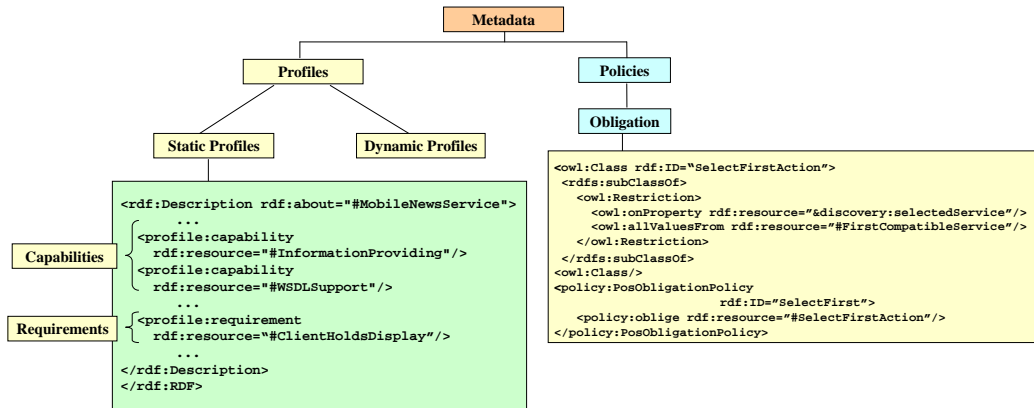 Metadata
Profiles
Policies
Obligation
Static Profiles
Dynamic Profiles
<rdf:Description rdf:about="#MobileNewsService">
...
<profile:capability
rdf:resource="#InformationProviding"/>
<profile:capability
rdf:resource="#WSDLSupport"/>
...
<profile:requirement
rdf:resource=“#ClientHoldsDisplay”/>
...
</rdf:Description>
</rdf:RDF>
Capabilities
Requirements
<owl:Class rdf:ID=“SelectFirstAction”>
<rdfs:subClassOf>
<owl:Restriction>
<owl:onProperty rdf:resource=”&discovery:selectedService”/>
<owl:allValuesFrom rdf:resource=”#FirstCompatibleService”/>
</owl:Restriction>
</rdfs:subClassOf>
<owl:Class/>
<policy:PosObligationPolicy
rdf:ID=”SelectFirst”>
<policy:oblige rdf:resource=”#SelectFirstAction”/>
</policy:PosObligationPolicy>